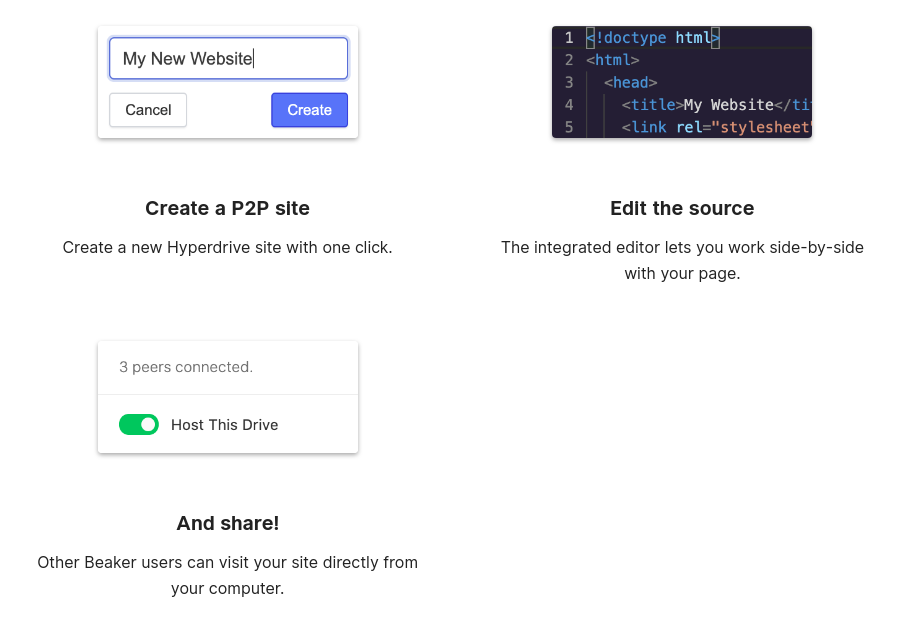 My New Website
Cancel
Create
Create a P2P site
Create a new Hyperdrive site with one click.
1 <!doctype html>
2 <html>
3 <head>
4 <title>My Website</tit
5 <link rel="stylesheet"
Edit the source
The integrated editor lets you work side-by-side
with your page.
3 peers connected.
Host This Drive
And share!
Other Beaker users can visit your site directly from
your computer.